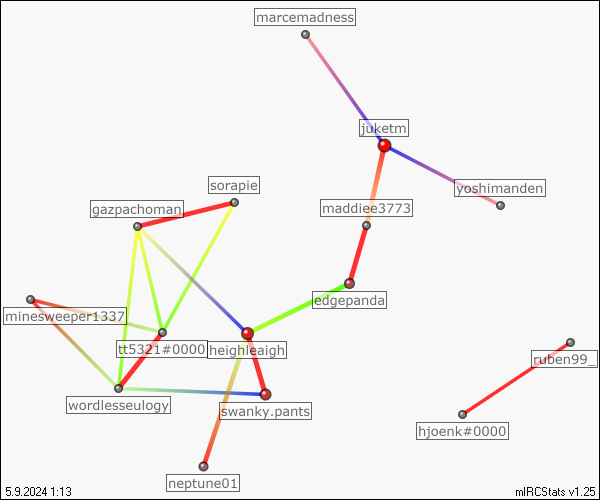 marcemadness
juketm
sorapie
yoshimanden
gazpachoman
maddiee3773
edgepanda
minesweeper1337
tt5321#0000
heighleaigh
ruben99_
wordlesseulogy
swanky.pants
hjoenk#0000
neptune01
5.9.2024 1:13
mIRCStats v1.25